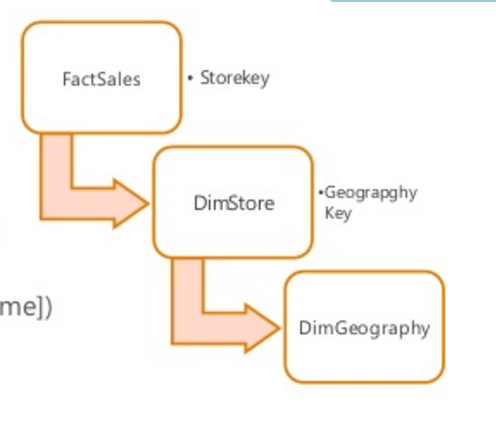 FactSales
• Storekey
DimStore
•Geograpghy
Key
me])
DimGeography